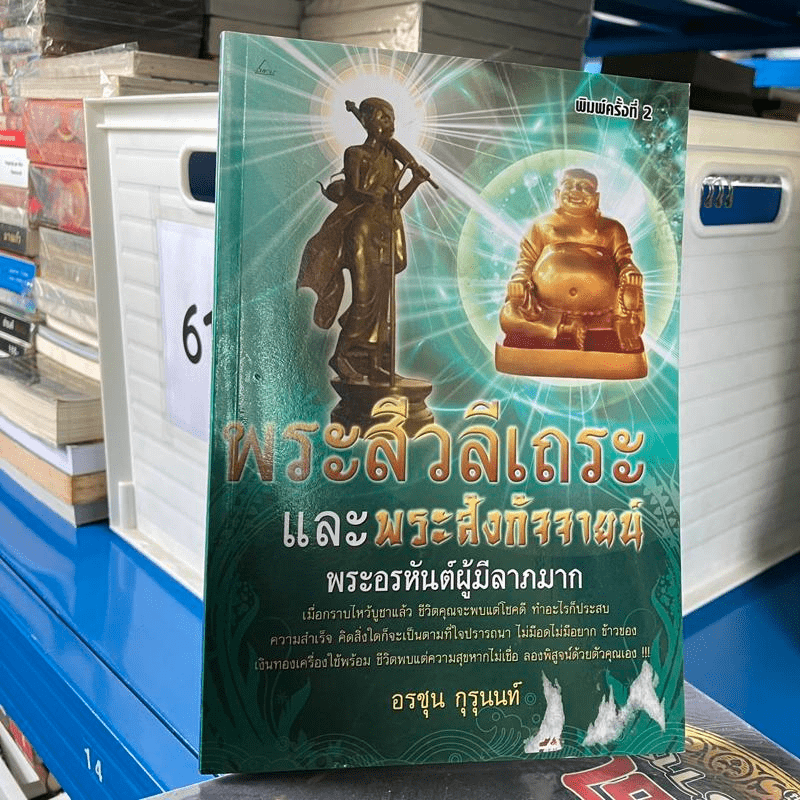 พิมพ์ครั้งที่ 2
พระสิวลีเถระ
และพระสังกัจจายน์
พระอรหันต์ผู้มีลาภมาก
เมื่อกราบไหว้บูชาแล้ว ชีวิตคุณจะพบแต่โชคดี ทำอะไรก็ประสบ
ความสำเร็จ คิดสิ่งใดก็จะเป็นตามที่ใจปรารถนา ไม่มีอดไม่มีอยาก ข้าวของ
เงินทองเครื่องใช้พร้อม ชีวิตพบแต่ความสุขหากไม่เชื่อ ลองพิสูจน์ด้วยตัวคุณเอง !!!
อรชุน กุรุนนท์
61
14